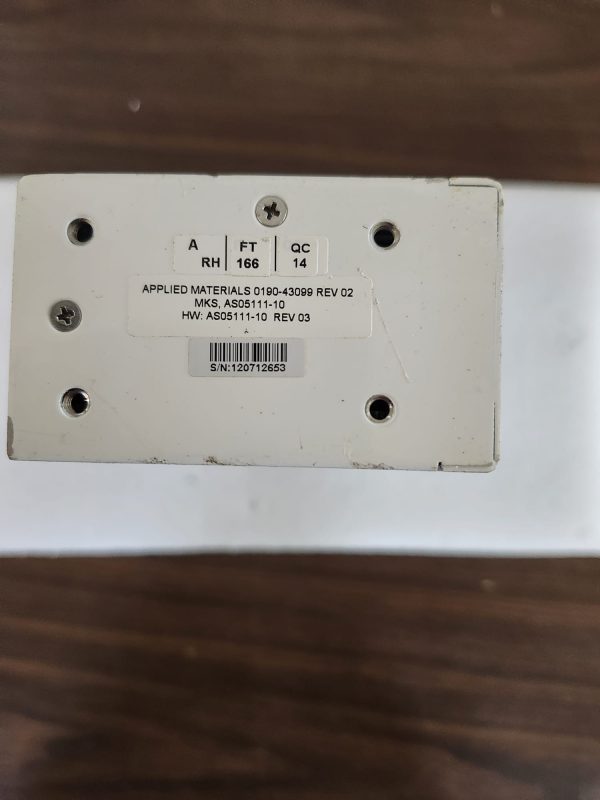 A FT QC
RH 166 14
APPLIED MATERIALS 0190-43099 REV 02
MKS, AS05111-10
HW: AS05111-10 REV 03
S/N:120712653